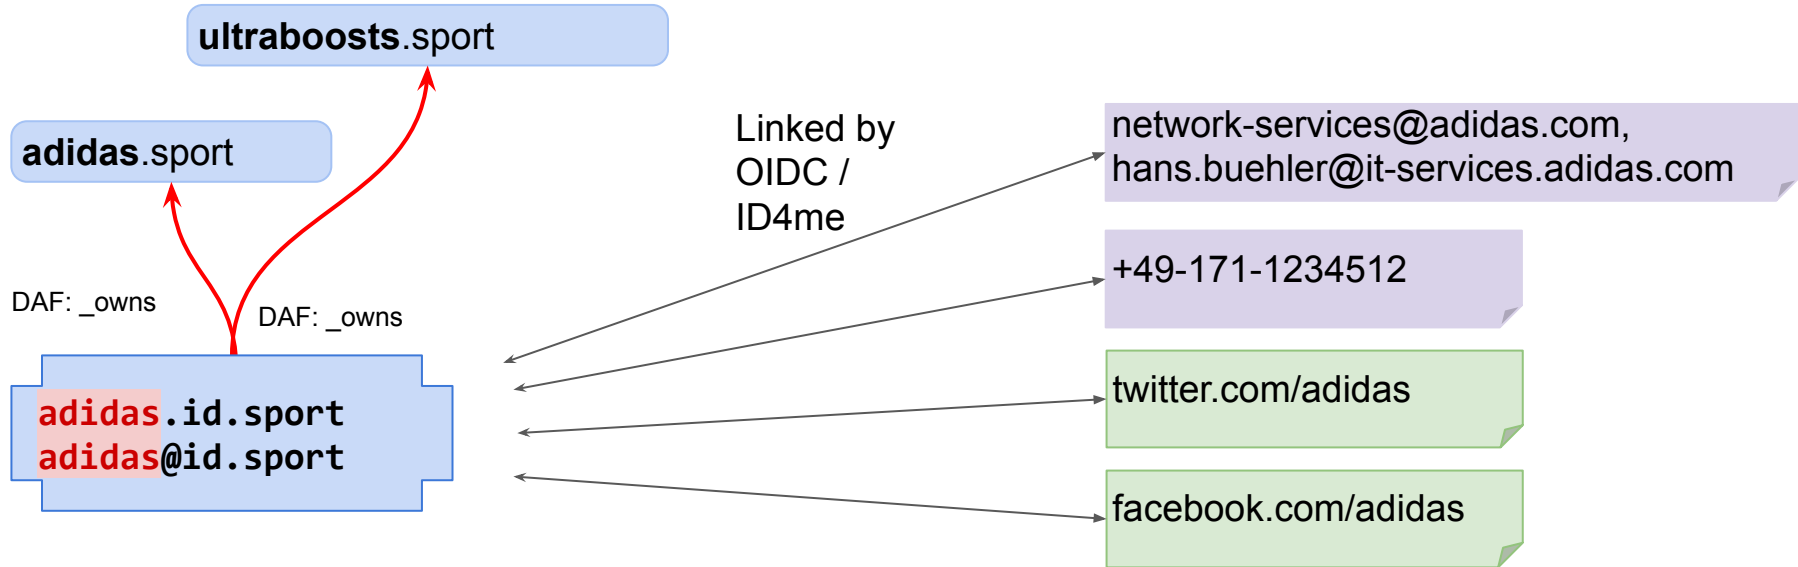 ultraboosts.sport
adidas.sport
DAF: _owns
DAF: _owns
adidas.id.sport
adidas@id.sport
Linked by
OIDC /
ID4me
network-services@adidas.com,
hans.buehler@it-services.adidas.com
+49-171-1234512
twitter.com/adidas
facebook.com/adidas